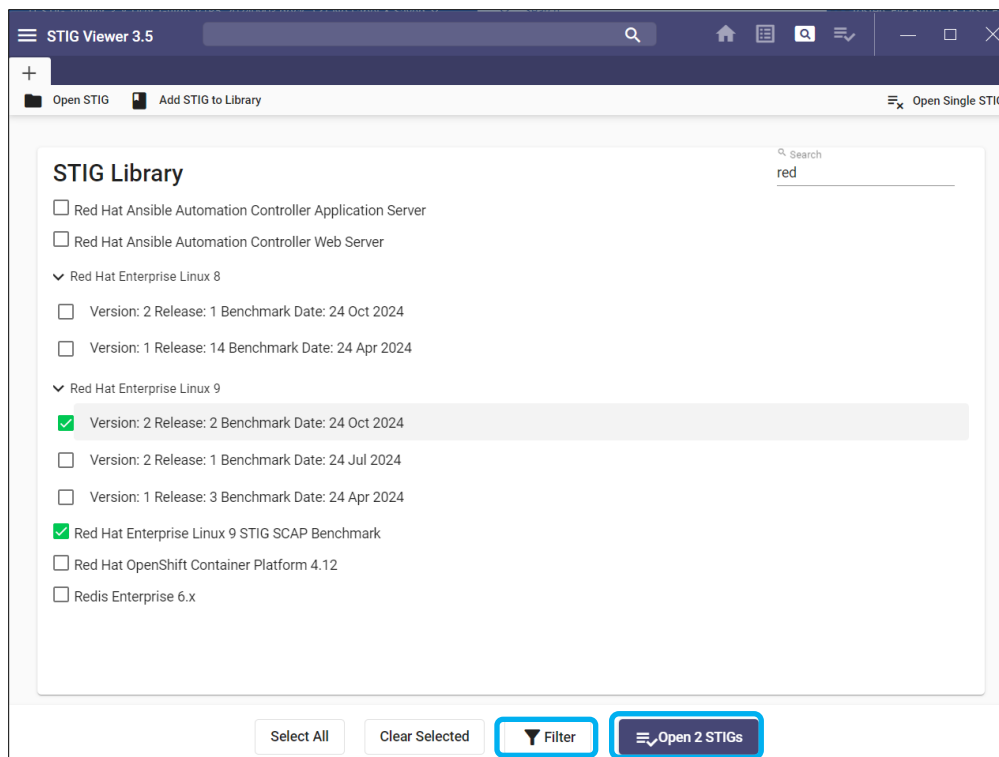 STIG Viewer 3.5
Open STIG Add STIG to Library Open Single STIG
STIG Library
Search
red
Red Hat Ansible Automation Controller Application Server
Red Hat Ansible Automation Controller Web Server
Red Hat Enterprise Linux 8
Version: 2 Release: 1 Benchmark Date: 24 Oct 2024
Version: 1 Release: 14 Benchmark Date: 24 Apr 2024
Red Hat Enterprise Linux 9
Version: 2 Release: 2 Benchmark Date: 24 Oct 2024
Version: 2 Release: 1 Benchmark Date: 24 Jul 2024
Version: 1 Release: 3 Benchmark Date: 24 Apr 2024
Red Hat Enterprise Linux 9 STIG SCAP Benchmark
Red Hat OpenShift Container Platform 4.12
Redis Enterprise 6.x
Select All Clear Selected Filter Open 2 STIGs